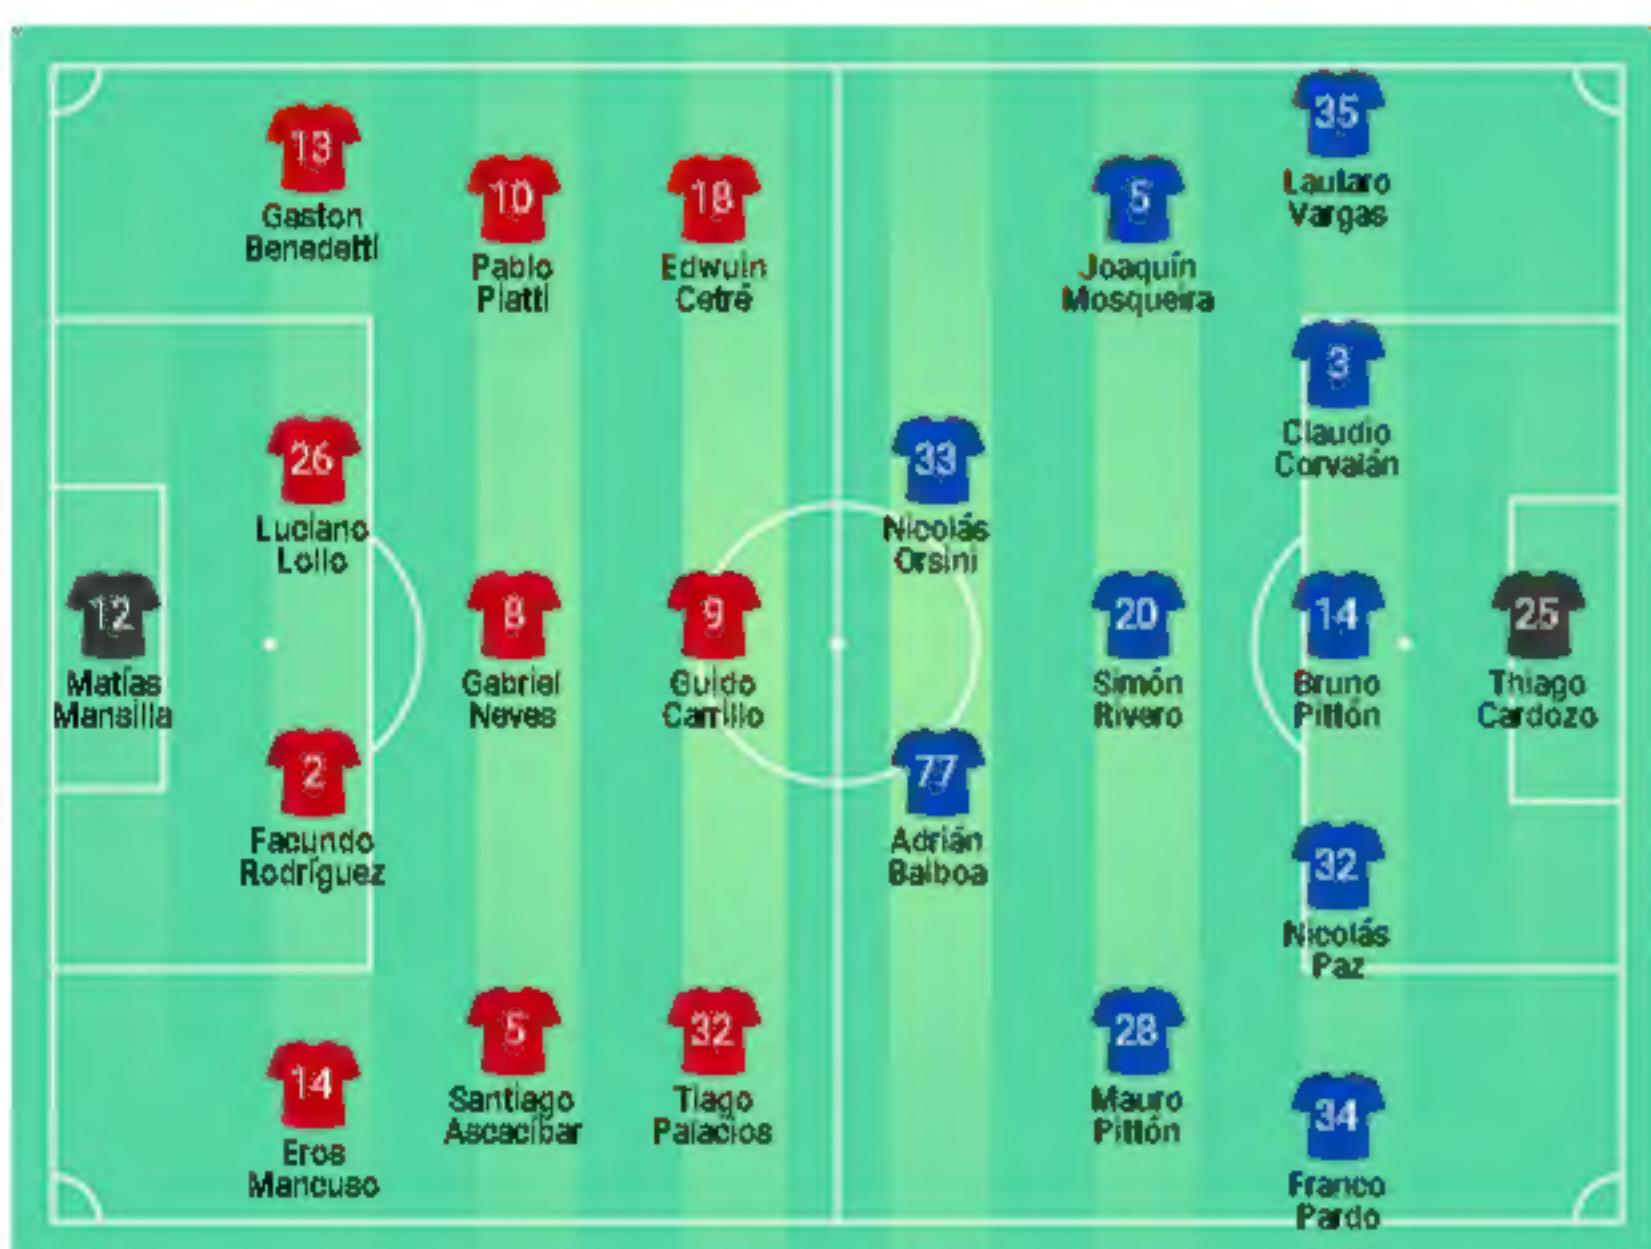 13
Gaston
Benedetti
10
Pablo
Piatti
18
Edwuin
Cetré
26
Luciano
Lollo
12
Matías
Mansilla
8
Gabriel
Neves
9
Guido
Carrillo
2
Facundo
Rodríguez
14
Eros
Mancuso
5
Santiago
Ascacíbar
32
Tiago
Palacios
33
Nicolás
Orsini
77
Adrián
Balboa
5
Joaquín
Mosqueira
20
Simón
Rivero
28
Mauro
Pittón
35
Lautaro
Vargas
3
Claudio
Corvalán
14
Bruno
Pittón
32
Nicolás
Paz
34
Franco
Pardo
25
Thiago
Cardozo